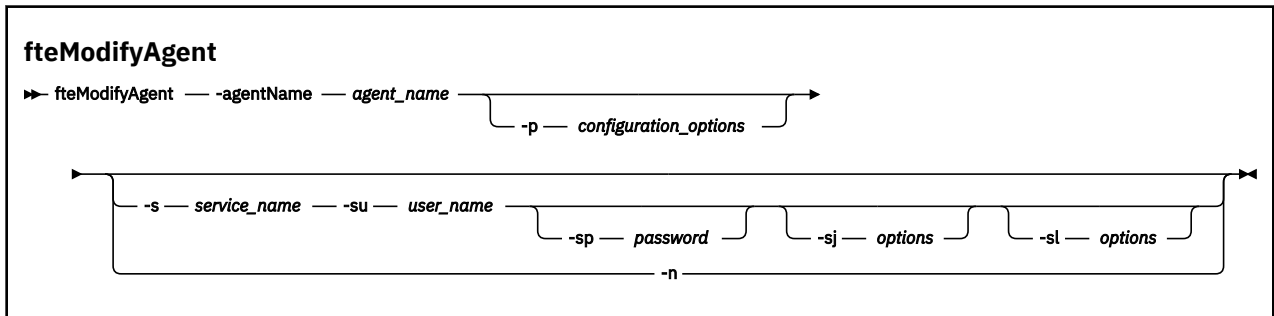 fteModifyAgent
fteModifyAgent -agentName agent_name
-p configuration_options
-s service_name -su user_name
-sp password -sj options -sl options
-n